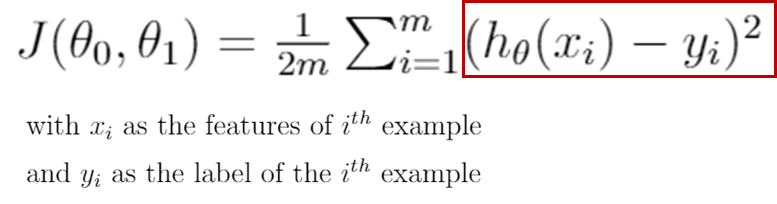 J(θ₀, θ₁) = 1/2m ∑ᵢ₌₁ᵐ (h_θ(xᵢ) − yᵢ)²
with xᵢ as the features of iᵗʰ example
and yᵢ as the label of the iᵗʰ example